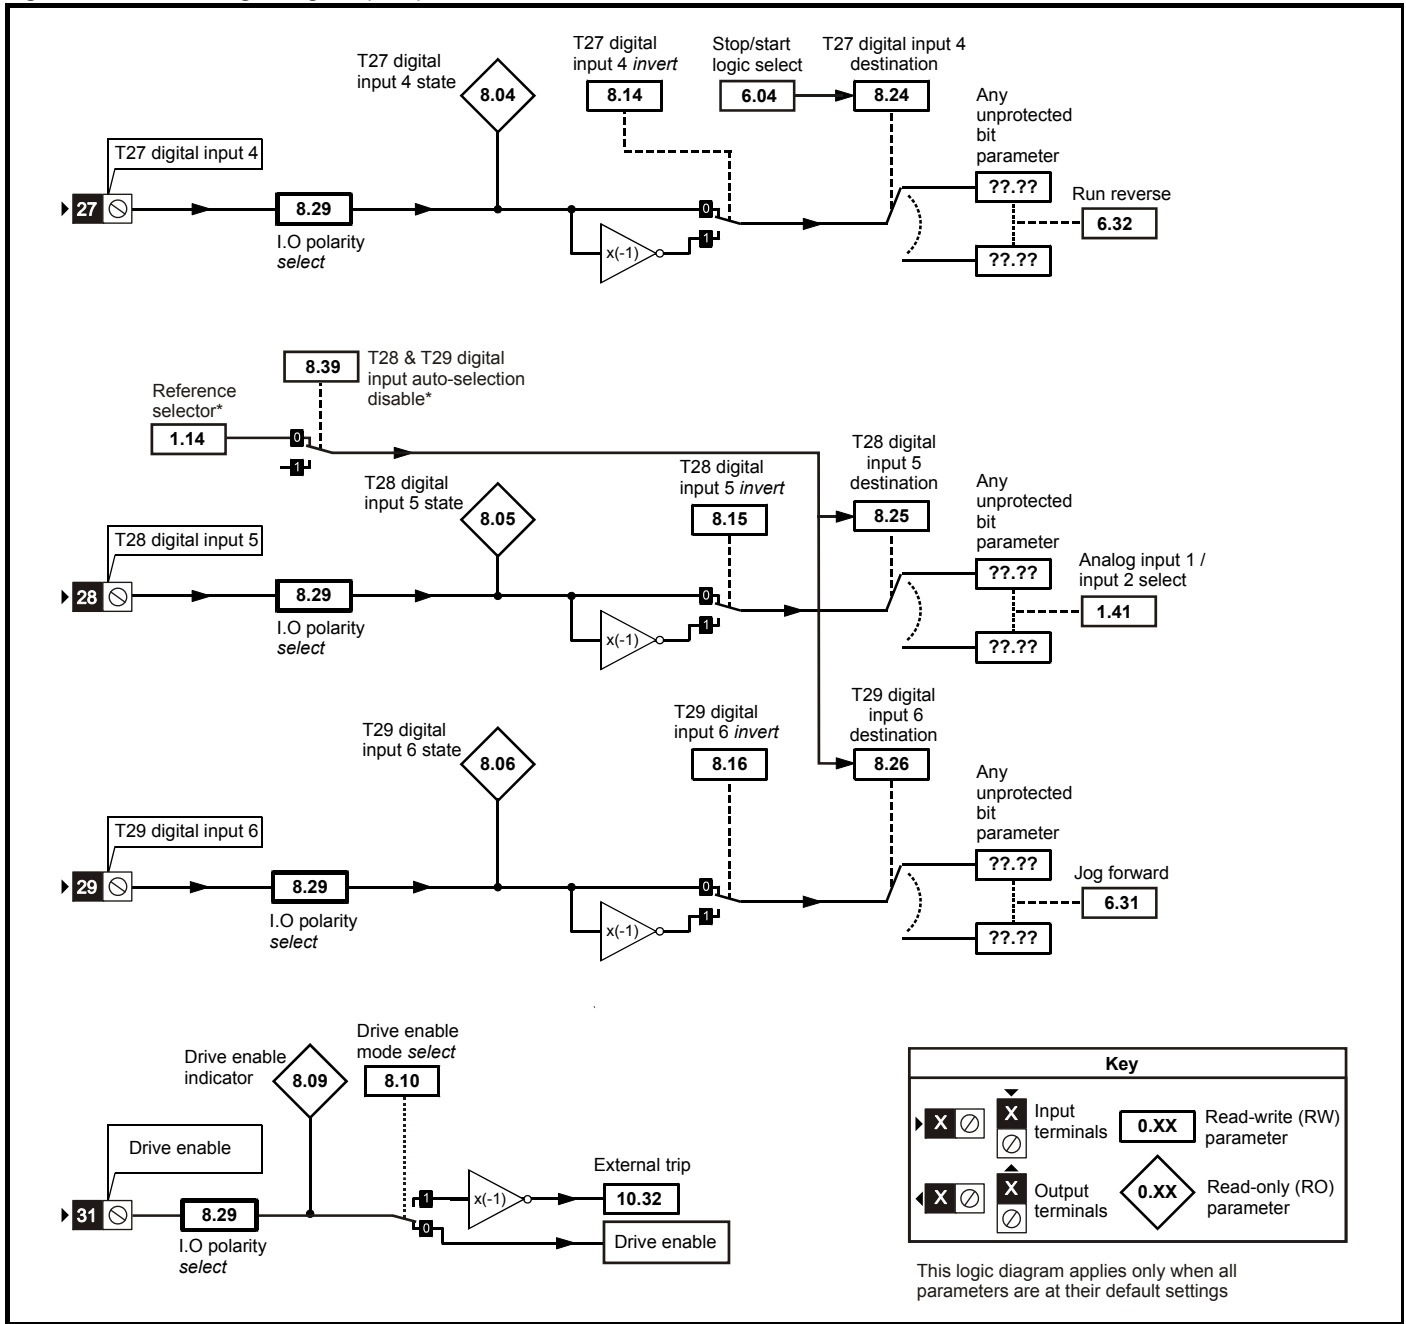 T27 digital
input 4 state
8.04
T27 digital
input 4 invert
8.14
Stop/start
logic select
6.04
T27 digital input 4
destination
8.24
Any
unprotected
bit
parameter
??.??
??.??
Run reverse
6.32
T27 digital input 4
27
8.29
I.O polarity
select
x(-1)
0
1
8.39
T28 & T29 digital
input auto-selection
disable*
Reference
selector*
1.14
0
1
T28 digital
input 5 state
8.05
T28 digital
input 5 invert
8.15
T28 digital
input 5
destination
8.25
Any
unprotected
bit
parameter
??.??
??.??
Analog input 1 /
input 2 select
1.41
T28 digital input 5
28
8.29
I.O polarity
select
x(-1)
0
1
T29 digital
input 6 state
8.06
T29 digital
input 6 invert
8.16
T29 digital
input 6
destination
8.26
Any
unprotected
bit
parameter
??.??
??.??
Jog forward
6.31
T29 digital input 6
29
8.29
I.O polarity
select
x(-1)
0
1
Drive enable
indicator
8.09
Drive enable
mode select
8.10
Drive enable
31
8.29
I.O polarity
select
1
0
x(-1)
External trip
10.32
Drive enable
Key
X
X
Input
terminals
0.XX
Read-write (RW)
parameter
X
X
Output
terminals
0.XX
Read-only (RO)
parameter
This logic diagram applies only when all
parameters are at their default settings